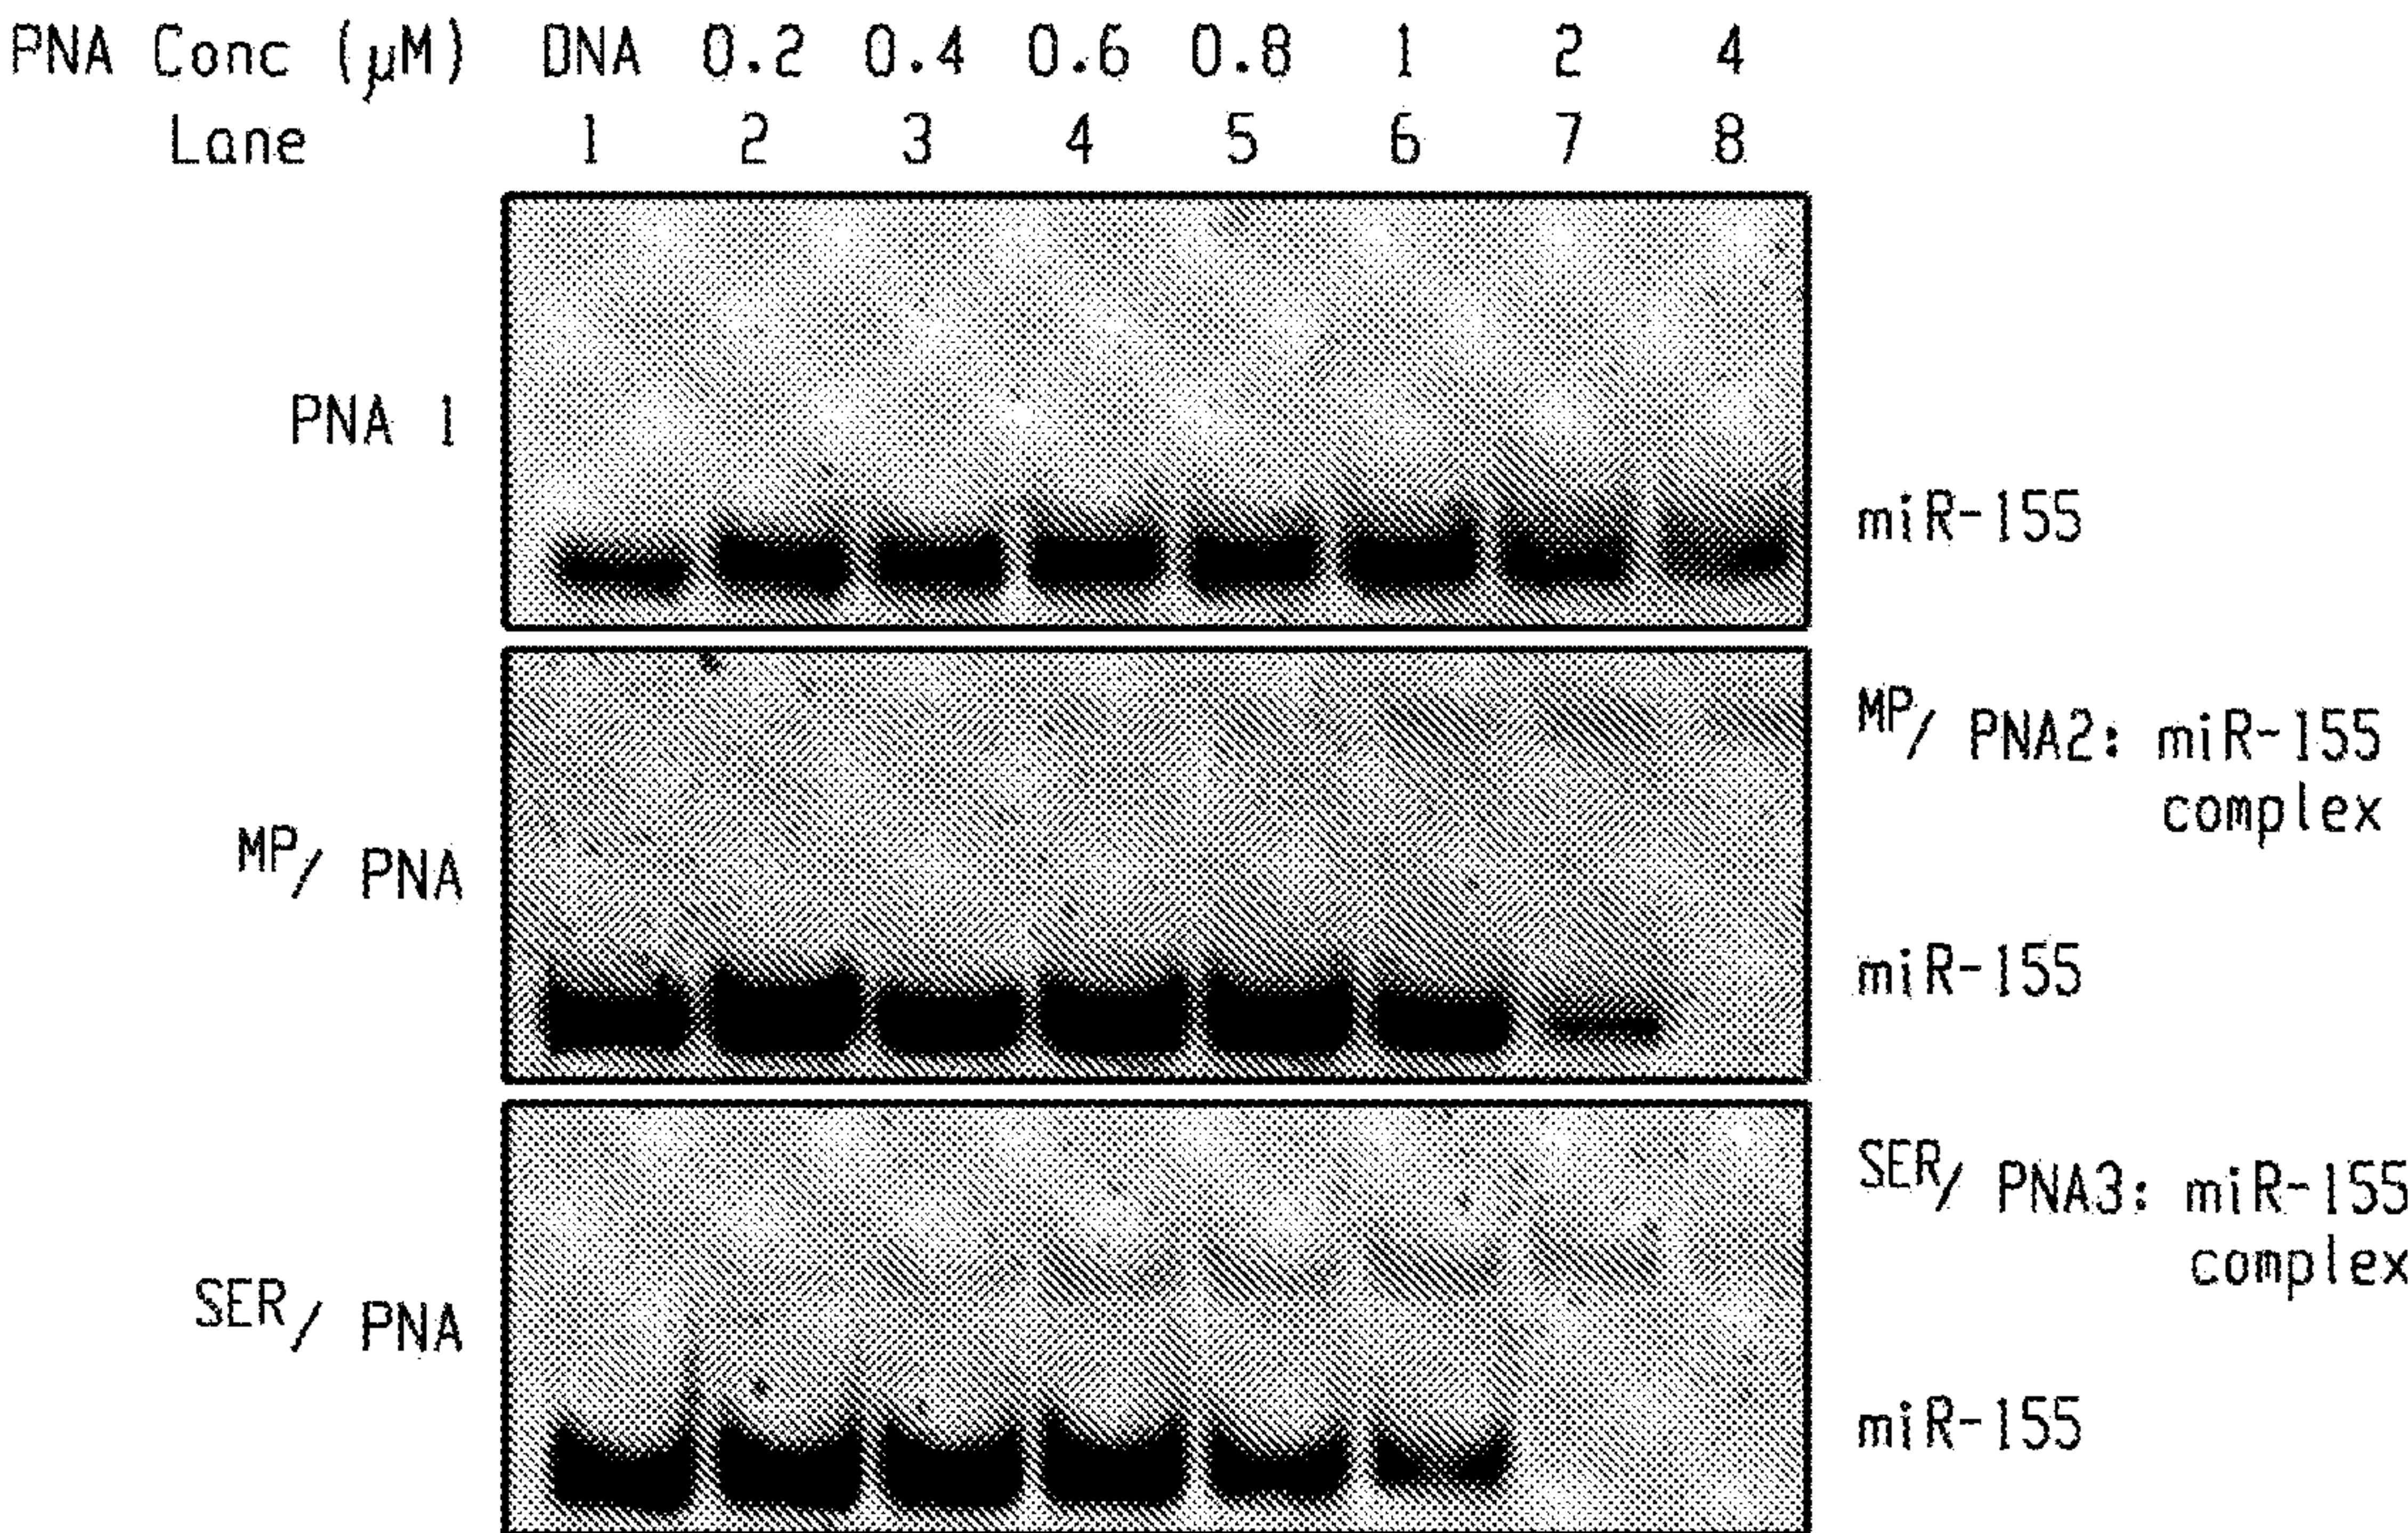 PNA Conc (µM) DNA 0.2 0.4 0.6 0.8 1 2 4
Lane 1 2 3 4 5 6 7 8
PNA 1
miR-155
MP/ PNA
MP/ PNA2: miR-155
complex
miR-155
SER/ PNA
SER/ PNA3: miR-155
complex
miR-155